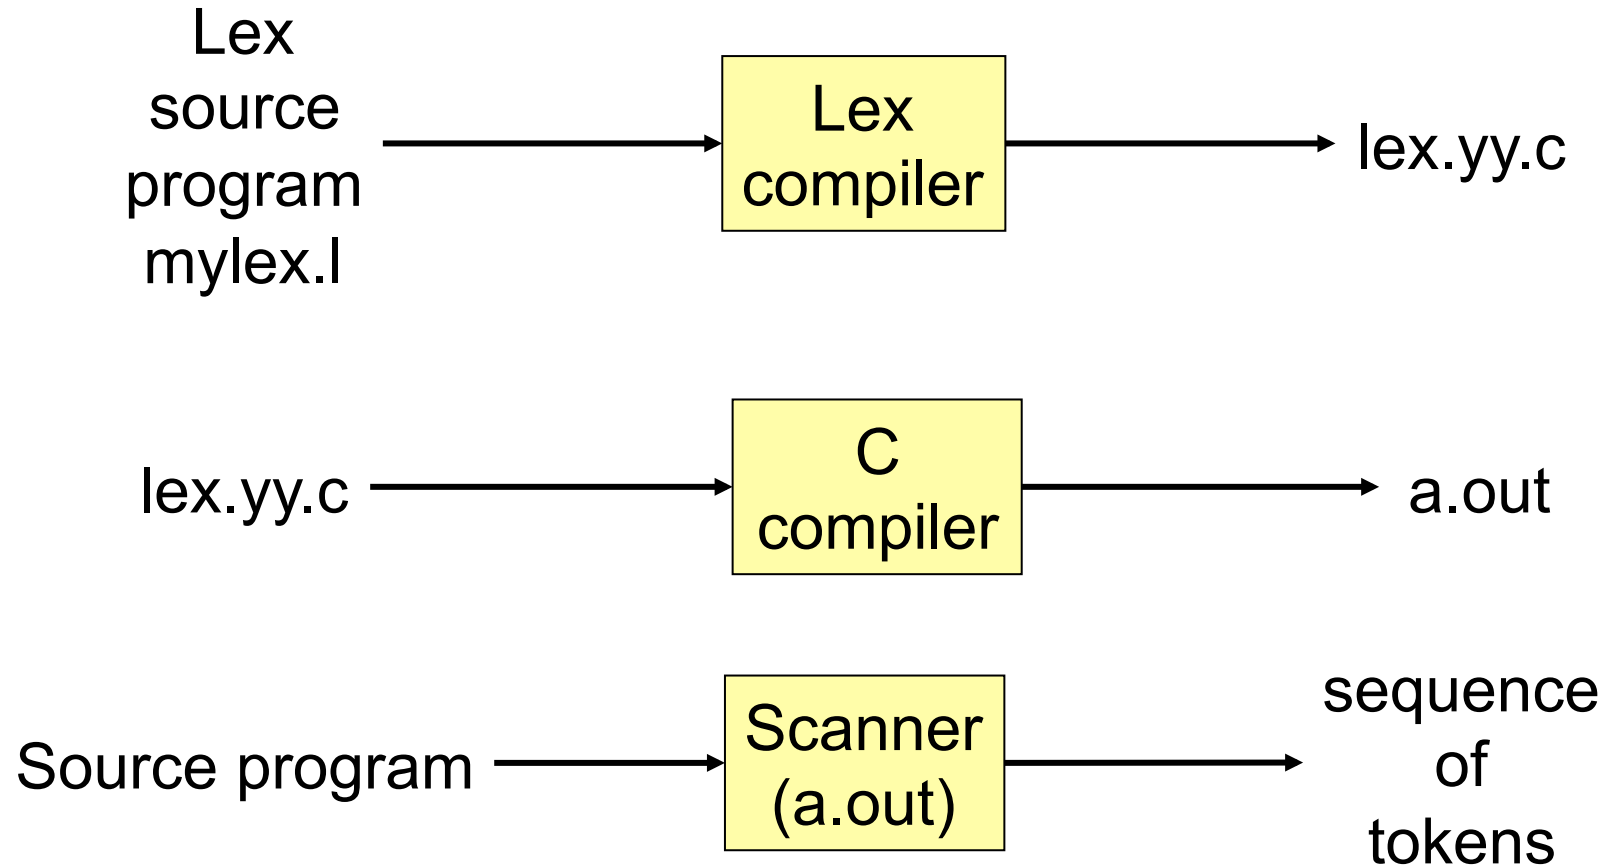 Lex
source
program
mylex.l
Lex
compiler
lex.yy.c
lex.yy.c
C
compiler
a.out
Source program
Scanner
(a.out)
sequence
of
tokens